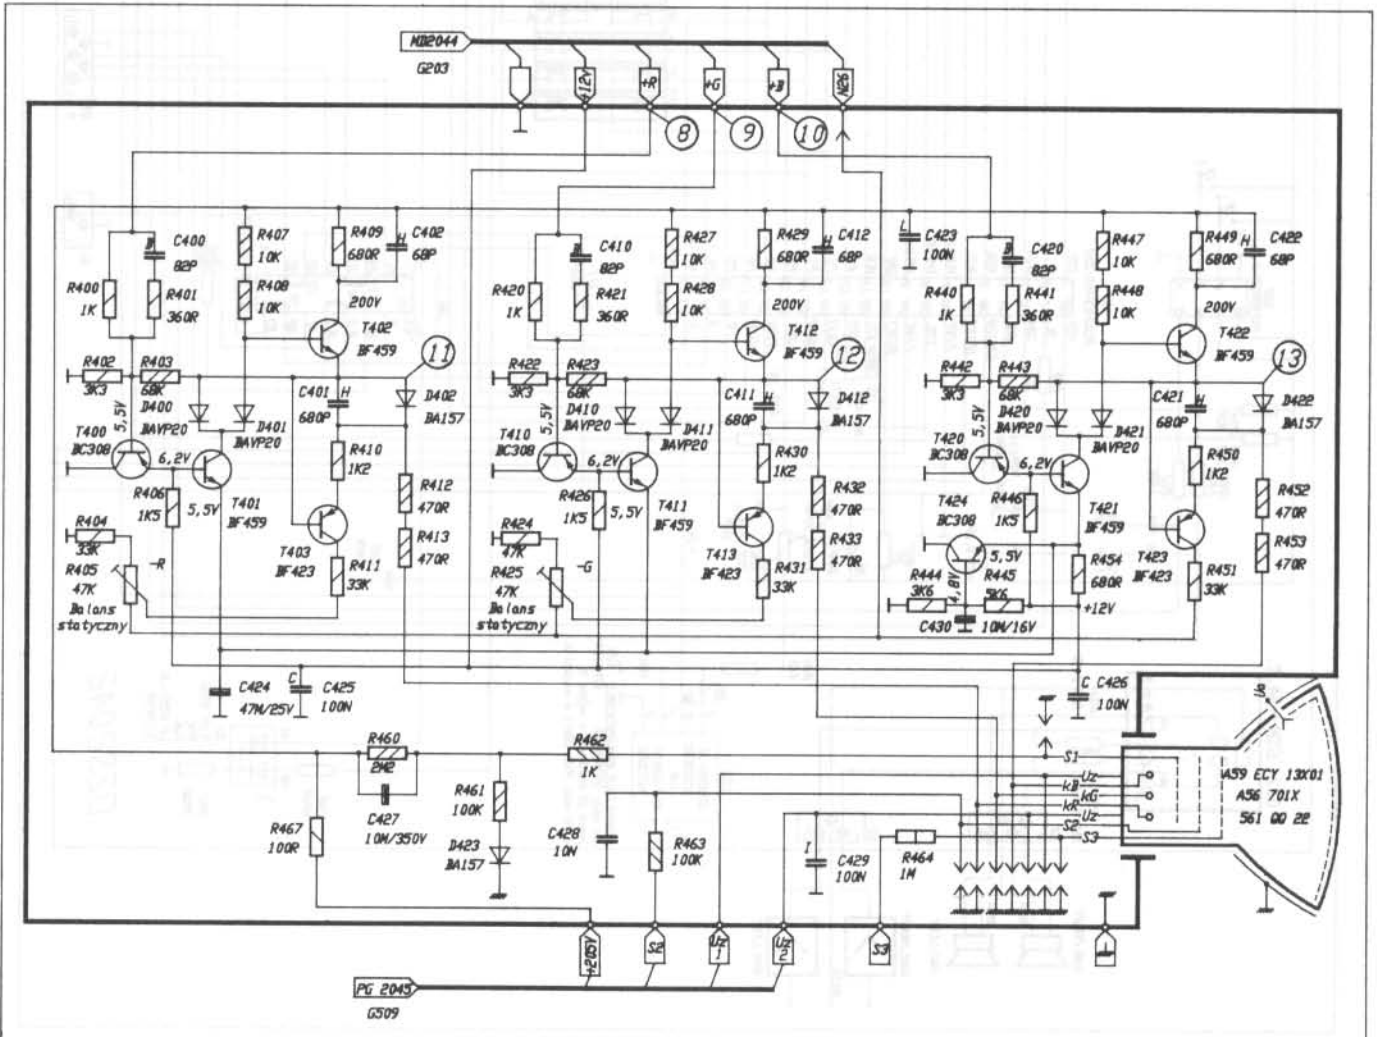 MD2044
G203
+12V
+R
+G
+B
N26
8
9
10
R400
1K
C400
82P
R401
360R
R407
10K
R408
10K
R409
680R
C402
68P
200V
T402
BF459
R402
3K3
R403
68K
D400
BAVP20
D401
BAVP20
C401
680P
11
D402
BA157
5,5V
T400
BC308
6,2V
R406
1K5
5,5V
T401
BF459
R410
1K2
R412
470R
R413
470R
R404
33K
R405
47K
-R
Balans
statyczny
T403
BF423
R411
33K
R420
1K
C410
82P
R421
360R
R427
10K
R428
10K
R429
680R
C412
68P
200V
T412
BF459
R422
3K3
R423
68K
D410
BAVP20
D411
BAVP20
C411
680P
12
D412
BA157
5,5V
T410
BC308
6,2V
R426
1K5
5,5V
T411
BF459
R430
1K2
R432
470R
R433
470R
R424
47K
R425
47K
-G
Balans
statyczny
T413
BF423
R431
33K
C423
100N
R440
1K
C420
82P
R441
360R
R447
10K
R448
10K
R449
680R
C422
68P
200V
T422
BF459
R442
3K3
R443
68K
D420
BAVP20
D421
BAVP20
C421
680P
13
D422
BA157
5,5V
T420
BC308
6,2V
R446
1K5
T421
BF459
T424
BC308
5,5V
4,8V
R444
3K6
R445
5K6
C430
10M/16V
R454
680R
+12V
R450
1K2
R452
470R
R453
470R
T423
BF423
R451
33K
C424
47M/25V
C
C425
100N
C
C426
100N
R460
2M2
C427
10M/350V
R462
1K
R461
100K
D423
BA157
R467
100R
C428
10N
R463
100K
I
C429
100N
R464
1M
S1
Uz
kB
kG
kR
Uz
S2
S3
Ua
A59 ECY 13X01
A56 701X
561 QQ 22
+205V
S2
Uz
1
Uz
2
S3
PG 2045
G509